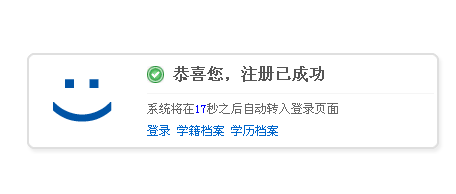 恭喜您，注册已成功
系统将在17秒之后自动转入登录页面
登录 学籍档案 学历档案